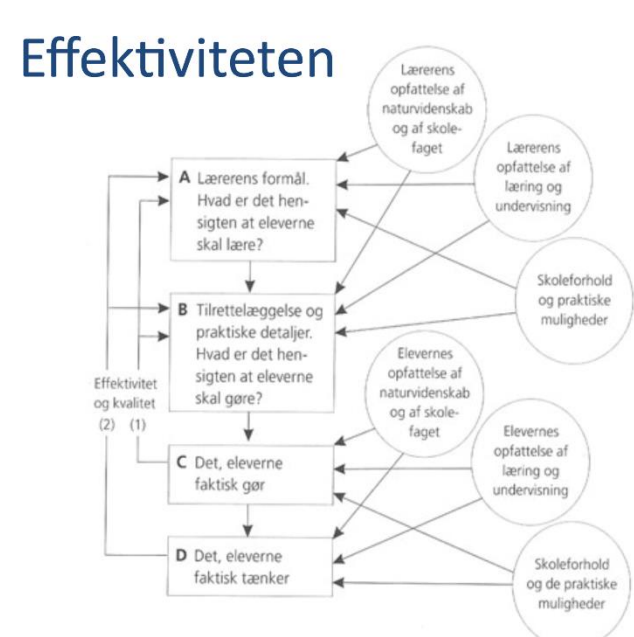 Effektiviteten
Lærerens
opfattelse af
naturvidenskab
og af skole-
faget
Lærerens
opfattelse af
læring og
undervisning
Skoleforhold
og praktiske
muligheder
A Lærerens formål.
Hvad er det hen-
sigten at eleverne
skal lære?
B Tilrettelæggelse og
praktiske detaljer.
Hvad er det hen-
sigten at eleverne
skal gøre?
Effektivitet
og kvalitet
(2) (1)
Elevernes
opfattelse af
naturvidenskab
og af skole-
faget
Elevernes
opfattelse af
læring og
undervisning
Skoleforhold
og de praktiske
muligheder
C Det, eleverne
faktisk gør
D Det, eleverne
faktisk tænker